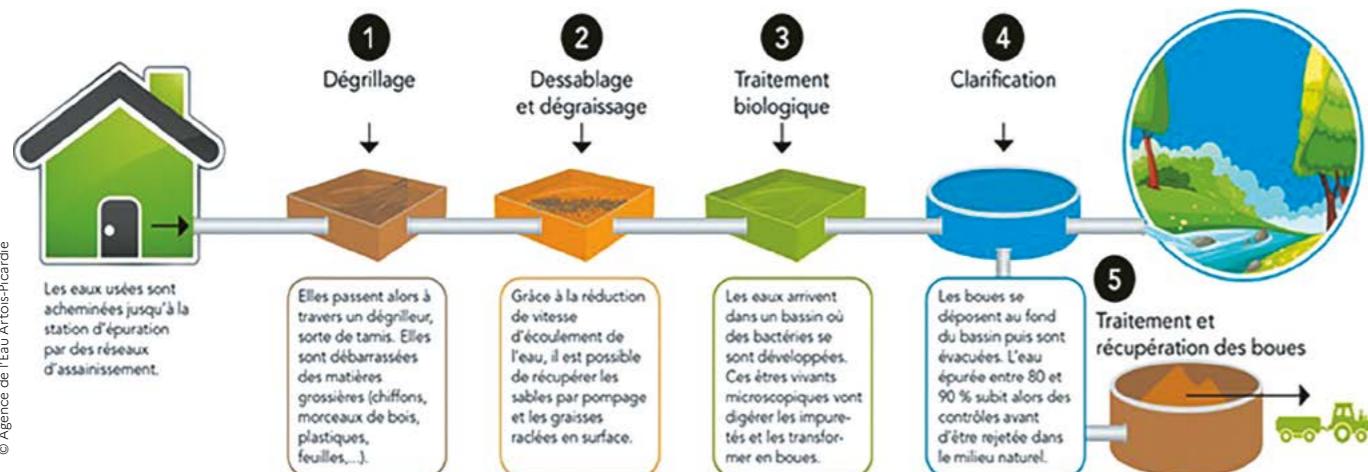 1
Dégrillage
2
Dessablage
et dégraissage
3
Traitement
biologique
4
Clarification
Les eaux usées sont
acheminées jusqu'à la
station d'épuration
par des réseaux
d'assainissement.
Elles passent alors à
travers un dégrilleur,
sorte de tamis. Elles
sont débarrassées
des matières
grossières (chiffons,
morceaux de bois,
plastiques,
feuilles,...).
Grâce à la réduction
de vitesse
d'écoulement de
l'eau, il est possible
de récupérer les
sables par pompage
et les graisses
raclées en surface.
Les eaux arrivent
dans un bassin où
des bactéries se
sont développées.
Ces êtres vivants
microscopiques vont
digérer les impure-
tés et les transfor-
mer en boues.
Les boues se
déposent au fond
du bassin puis sont
évacuées. L'eau
épurée entre 80 et
90 % subit alors des
contrôles avant
d'être rejetée dans
le milieu naturel.
5
Traitement et
récupération des boues
© Agence de l'Eau Artois-Picardie